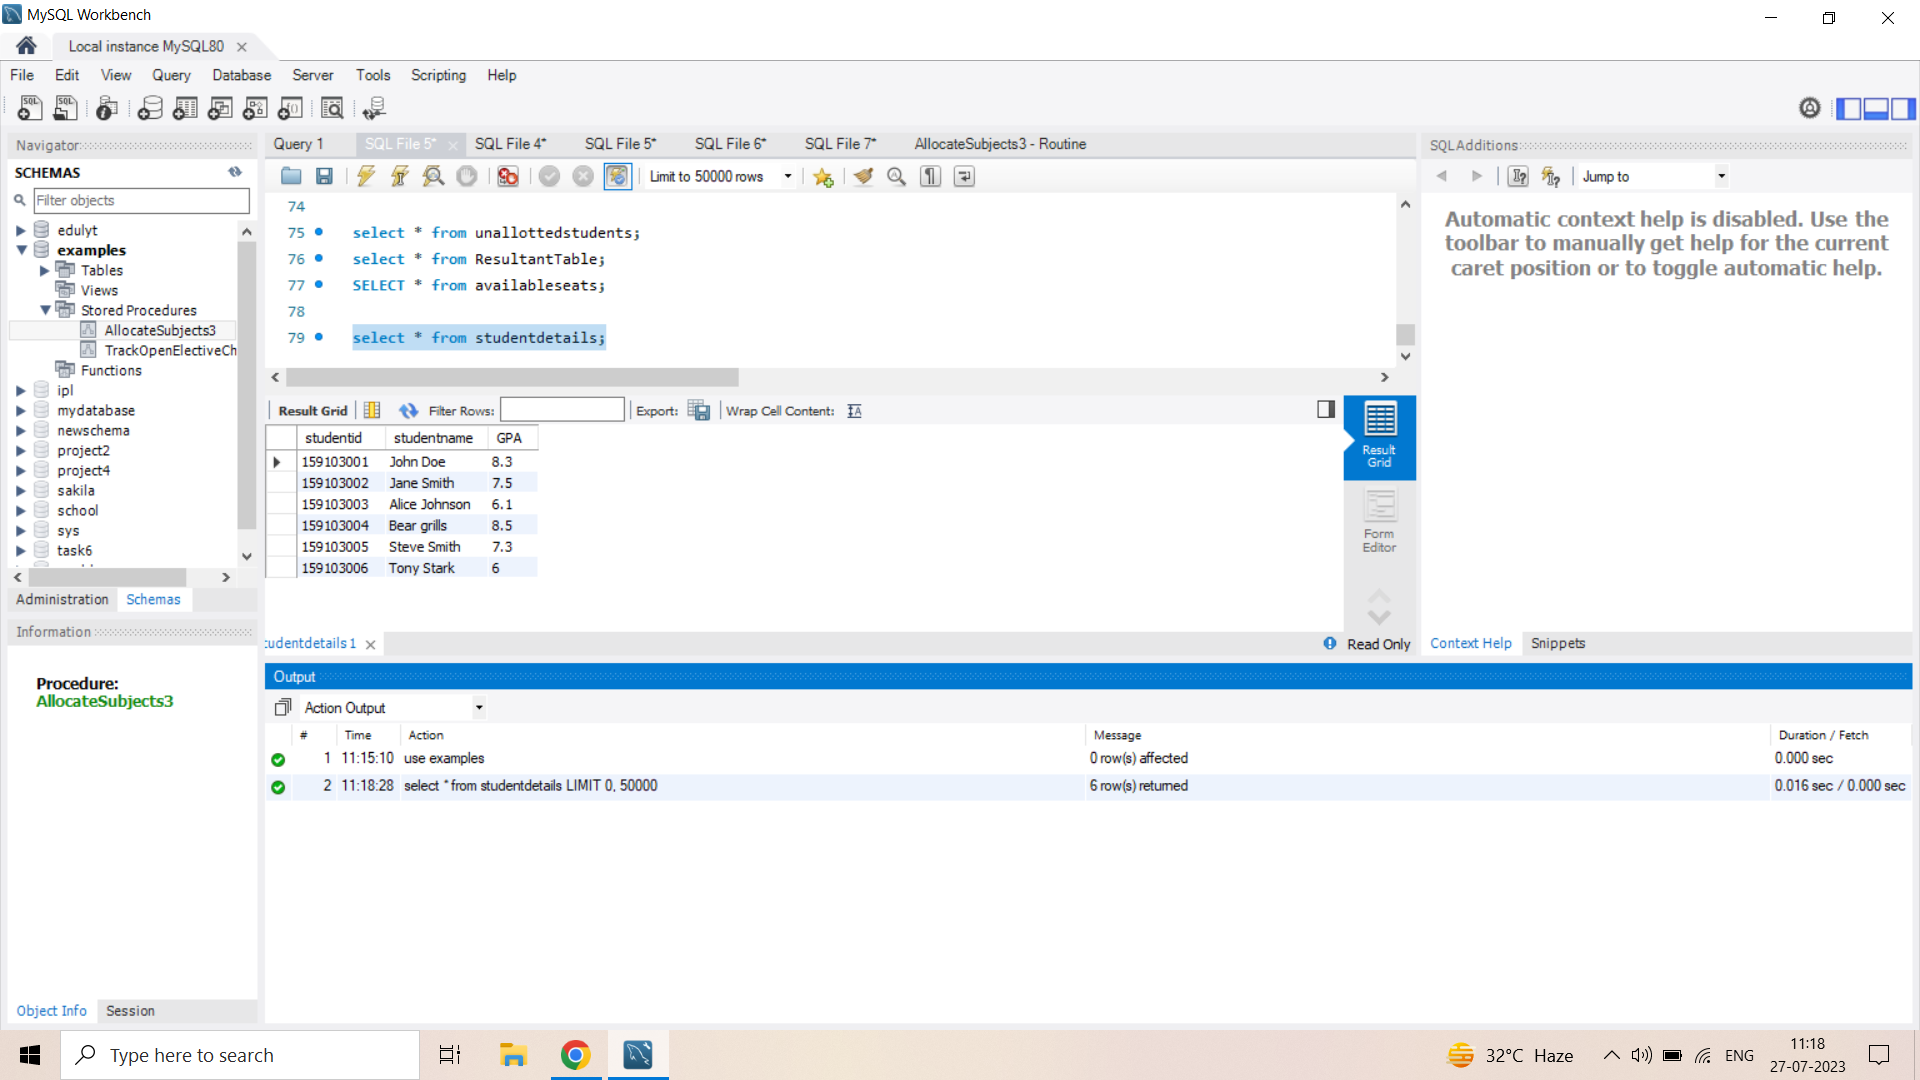 MySQL Workbench
Local instance MySQL80
File Edit View Query Database Server Tools Scripting Help
Navigator
SCHEMAS
Filter objects
edulyt
examples
Tables
Views
Stored Procedures
AllocateSubjects3
TrackOpenElectiveCh
Functions
ipl
mydatabase
newschema
project2
project4
sakila
school
sys
task6
Administration Schemas
Information
Procedure:
AllocateSubjects3
Object Info Session
Query 1 SQL File 5* SQL File 4* SQL File 5* SQL File 6* SQL File 7* AllocateSubjects3 - Routine
Limit to 50000 rows
74
75 select * from unallottedstudents;
76 select * from ResultantTable;
77 SELECT * from availableseats;
78
79 select * from studentdetails;
Result Grid Filter Rows: Export: Wrap Cell Content:
studentid studentname GPA
159103001 John Doe 8.3
159103002 Jane Smith 7.5
159103003 Alice Johnson 6.1
159103004 Bear grills 8.5
159103005 Steve Smith 7.3
159103006 Tony Stark 6
Result
Grid
Form
Editor
tudentdetails 1
Read Only
SQLAdditions
Jump to
Automatic context help is disabled. Use the
toolbar to manually get help for the current
caret position or to toggle automatic help.
Context Help Snippets
Output
Action Output
# Time Action Message Duration / Fetch
1 11:15:10 use examples 0 row(s) affected 0.000 sec
2 11:18:28 select * from studentdetails LIMIT 0, 50000 6 row(s) returned 0.016 sec / 0.000 sec
Type here to search
32°C Haze
ENG
11:18
27-07-2023